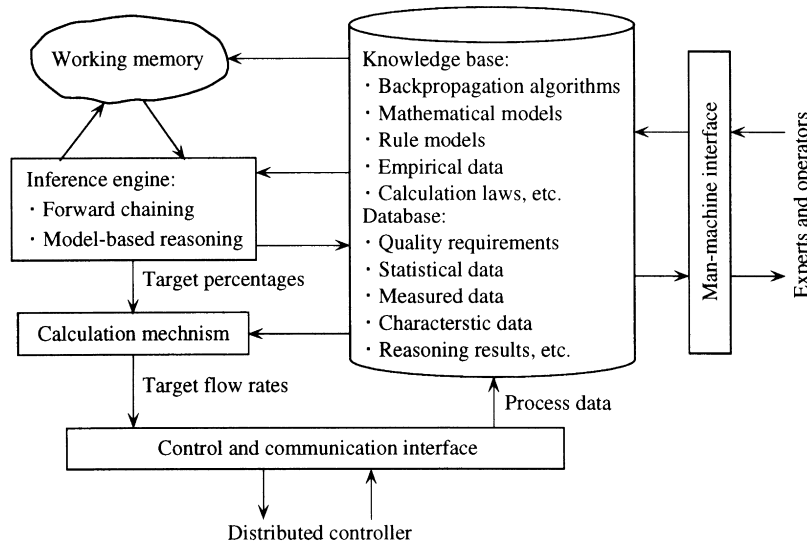 Working memory
Knowledge base:
· Backpropagation algorithms
· Mathematical models
· Rule models
· Empirical data
· Calculation laws, etc.
Database:
· Quality requirements
· Statistical data
· Measured data
· Characterstic data
· Reasoning results, etc.
Inference engine:
· Forward chaining
· Model-based reasoning
Target percentages
Calculation mechnism
Target flow rates
Process data
Control and communication interface
Distributed controller
Man-machine interface
Experts and operators